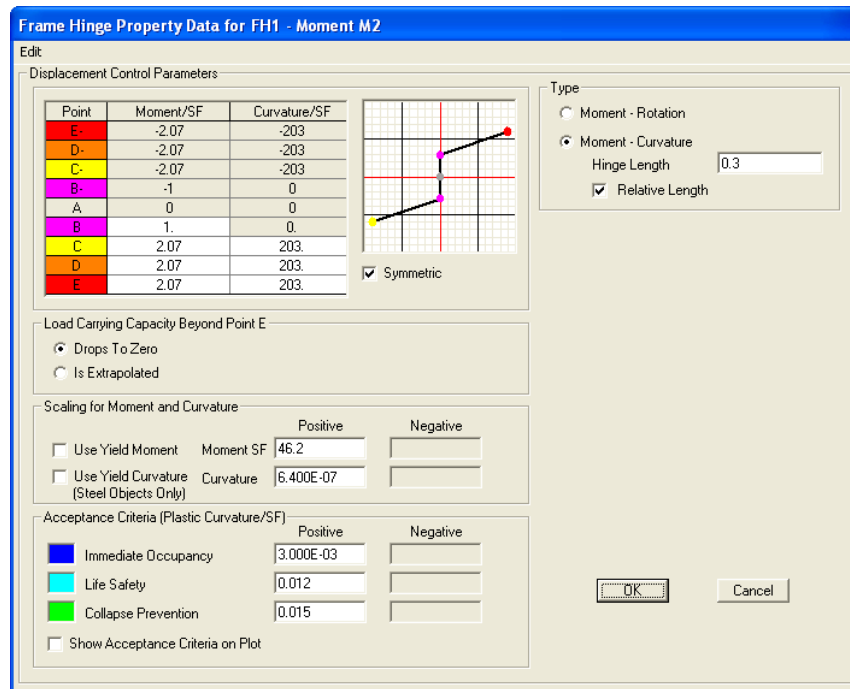 Frame Hinge Property Data for FH1 - Moment M2
Edit
Displacement Control Parameters
Point Moment/SF Curvature/SF
E- -2.07 -203
D- -2.07 -203
C- -2.07 -203
B- -1 0
A 0 0
B 1. 0.
C 2.07 203.
D 2.07 203.
E 2.07 203.
Symmetric
Type
Moment - Rotation
Moment - Curvature
Hinge Length 0.3
Relative Length
Load Carrying Capacity Beyond Point E
Drops To Zero
Is Extrapolated
Scaling for Moment and Curvature
Positive Negative
Use Yield Moment Moment SF 46.2
Use Yield Curvature Curvature 6.400E-07
(Steel Objects Only)
Acceptance Criteria (Plastic Curvature/SF)
Positive Negative
Immediate Occupancy 3.000E-03
Life Safety 0.012
Collapse Prevention 0.015
Show Acceptance Criteria on Plot
OK Cancel